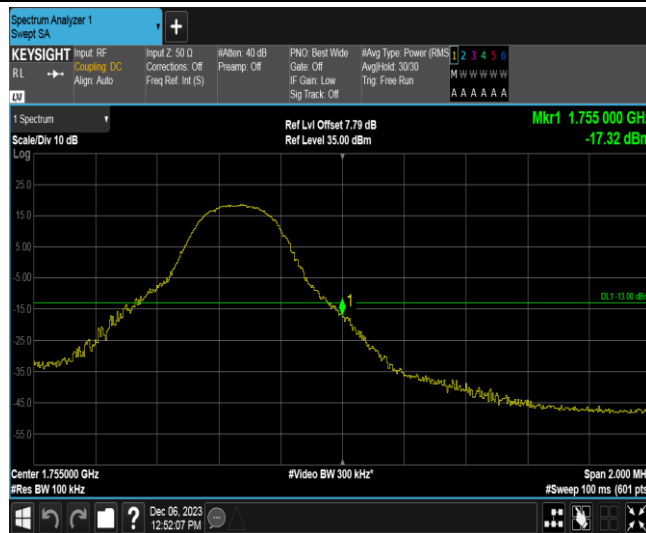 Spectrum Analyzer 1
Swept SA
+
KEYSIGHT
RL
Input: RF
Coupling: DC
Align: Auto
Input Z: 50 Ω
Corrections: Off
Freq Ref: Int (S)
#Atten: 40 dB
Preamp: Off
PNO: Best Wide
Gate: Off
IF Gain: Low
Sig Track: Off
#Avg Type: Power (RMS
Avg|Hold: 30/30
Trig: Free Run
1 2 3 4 5 6
M W W W W W
A A A A A A
1 Spectrum
Scale/Div 10 dB
Log
Ref Lvl Offset 7.79 dB
Ref Level 35.00 dBm
Mkr1 1.755 000 GHz
-17.32 dBm
25.0
15.0
5.00
-5.00
-15.0
-25.0
-35.0
-45.0
-55.0
1
DL1 -13.00 dBm
Center 1.755000 GHz
#Res BW 100 kHz
#Video BW 300 kHz*
Span 2.000 MH
#Sweep 100 ms (601 pts
?
Dec 06, 2023
12:52:07 PM